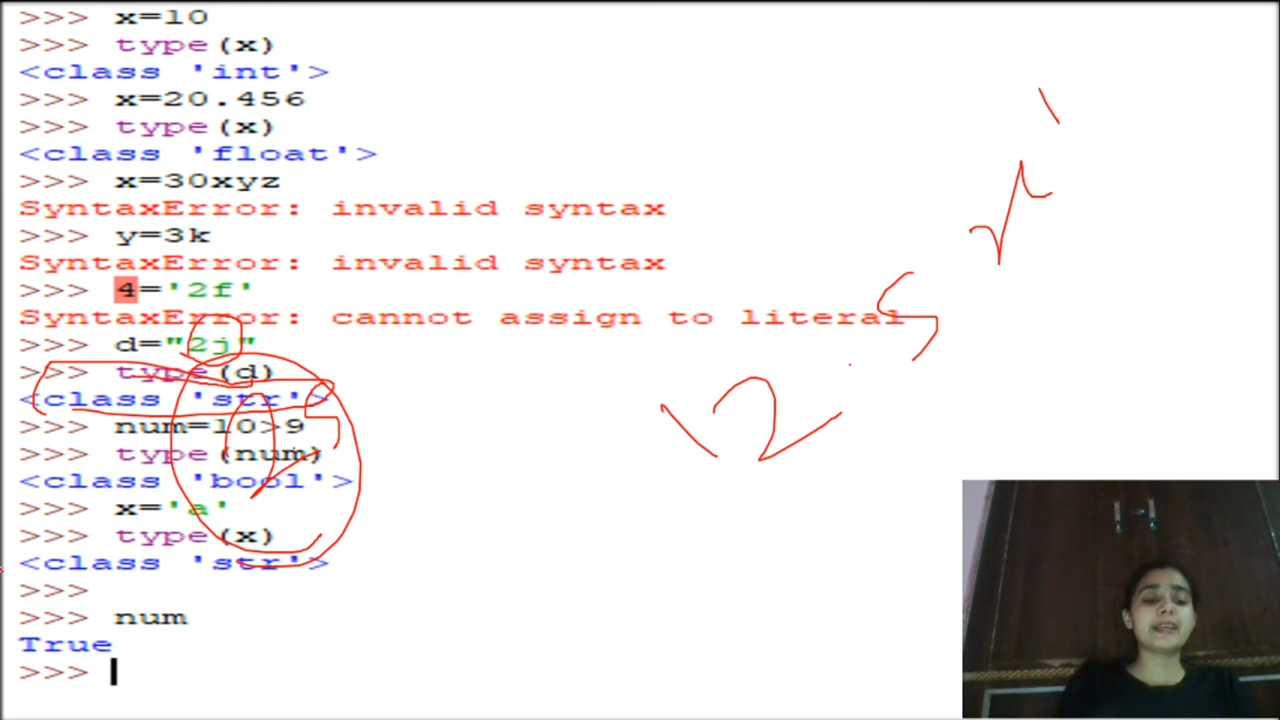 >>> x=10
>>> type(x)
<class 'int'>
>>> x=20.456
>>> type(x)
<class 'float'>
>>> x=30xyz
SyntaxError: invalid syntax
>>> y=3k
SyntaxError: invalid syntax
>>> 4='2f'
SyntaxError: cannot assign to literal
>>> d="2j"
>>> type(d)
<class 'str'>
>>> num=10>9
>>> type(num)
<class 'bool'>
>>> x='a'
>>> type(x)
<class 'str'>
>>>
>>> num
True
>>>